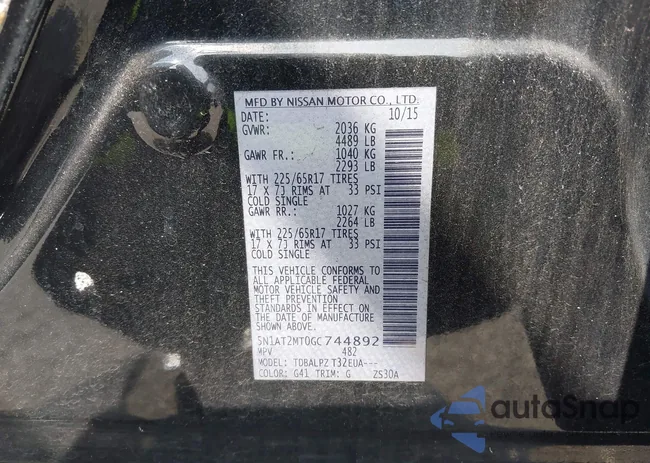 MFD BY NISSAN MOTOR CO., LTD.
DATE: 10/15
GVWR: 2036 KG
4489 LB
GAWR FR.: 1040 KG
2293 LB
WITH 225/65R17 TIRES
17 X 7J RIMS AT 33 PSI
COLD SINGLE
GAWR RR.: 1027 KG
2264 LB
WITH 225/65R17 TIRES
17 X 7J RIMS AT 33 PSI
COLD SINGLE
THIS VEHICLE CONFORMS TO
ALL APPLICABLE FEDERAL
MOTOR VEHICLE SAFETY AND
THEFT PREVENTION
STANDARDS IN EFFECT ON
THE DATE OF MANUFACTURE
SHOWN ABOVE.
5N1AT2MT0GC744892
MPV 482
MODEL: TDBALPZ T32EUA---
COLOR: G41 TRIM: G ZS30A
autoSnap